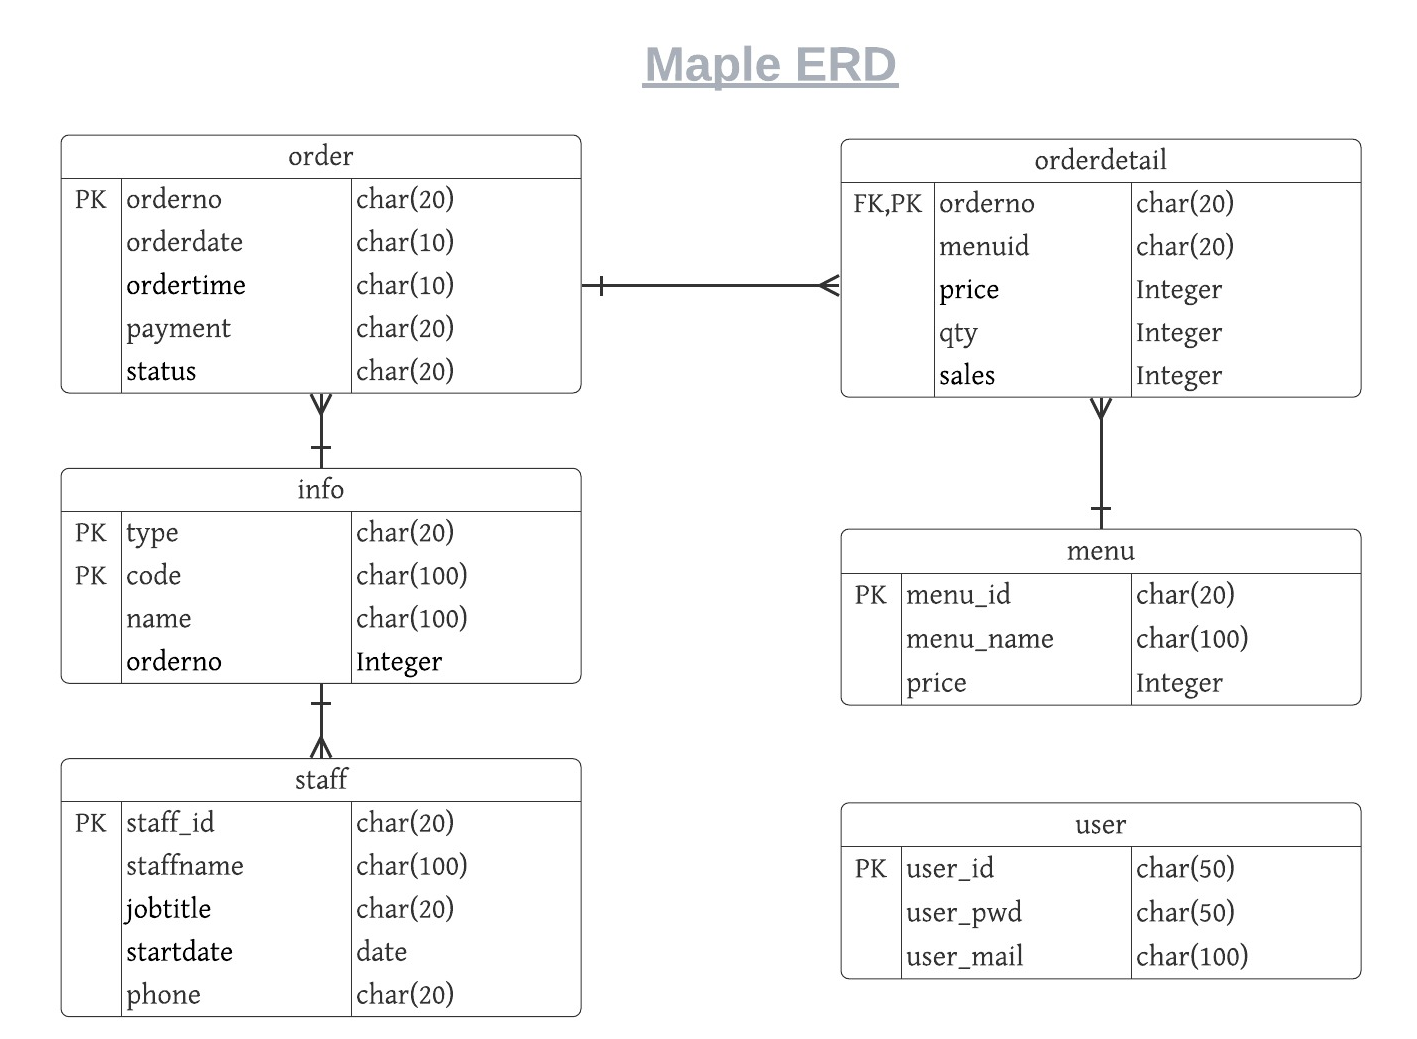 Maple ERD
order
PK orderno char(20)
orderdate char(10)
ordertime char(10)
payment char(20)
status char(20)
orderdetail
FK,PK orderno char(20)
menuid char(20)
price Integer
qty Integer
sales Integer
info
PK type char(20)
PK code char(100)
name char(100)
orderno Integer
menu
PK menu_id char(20)
menu_name char(100)
price Integer
staff
PK staff_id char(20)
staffname char(100)
jobtitle char(20)
startdate date
phone char(20)
user
PK user_id char(50)
user_pwd char(50)
user_mail char(100)